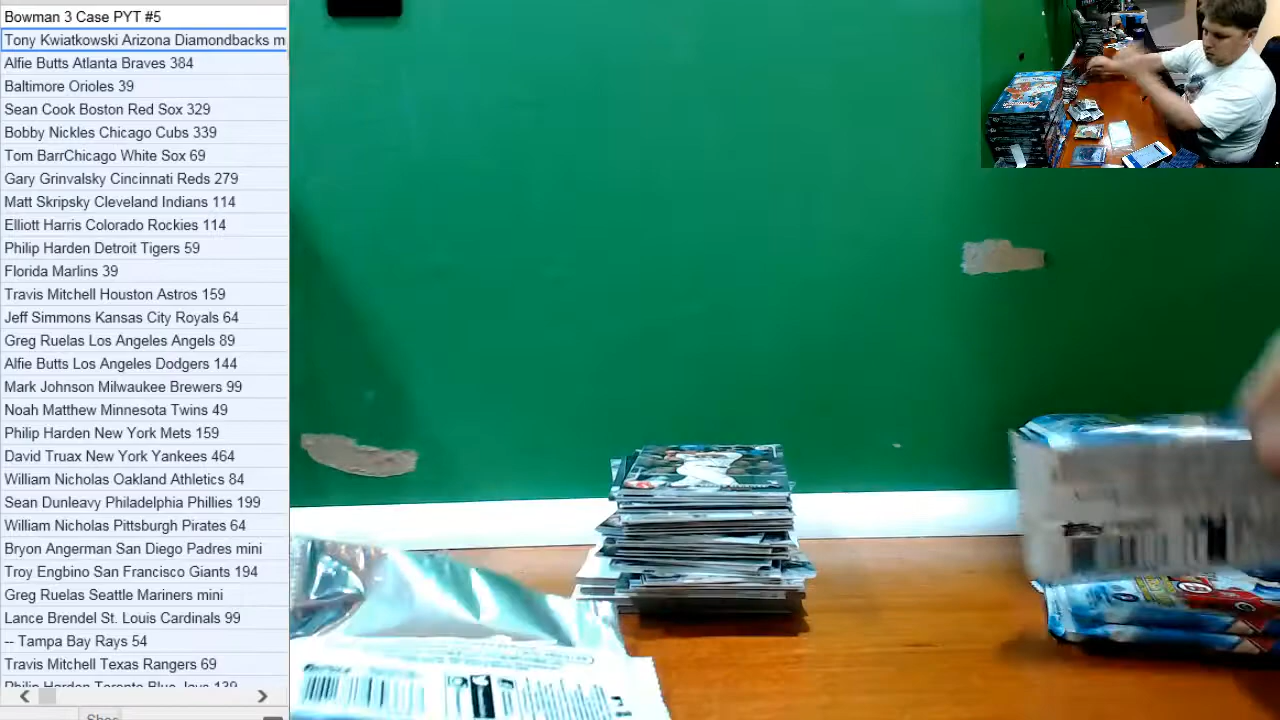 Bowman 3 Case PYT #5
Tony Kwiatkowski Arizona Diamondbacks m
Alfie Butts Atlanta Braves 384
Baltimore Orioles 39
Sean Cook Boston Red Sox 329
Bobby Nickles Chicago Cubs 339
Tom BarrChicago White Sox 69
Gary Grinvalsky Cincinnati Reds 279
Matt Skripsky Cleveland Indians 114
Elliott Harris Colorado Rockies 114
Philip Harden Detroit Tigers 59
Florida Marlins 39
Travis Mitchell Houston Astros 159
Jeff Simmons Kansas City Royals 64
Greg Ruelas Los Angeles Angels 89
Alfie Butts Los Angeles Dodgers 144
Mark Johnson Milwaukee Brewers 99
Noah Matthew Minnesota Twins 49
Philip Harden New York Mets 159
David Truax New York Yankees 464
William Nicholas Oakland Athletics 84
Sean Dunleavy Philadelphia Phillies 199
William Nicholas Pittsburgh Pirates 64
Bryon Angerman San Diego Padres mini
Troy Engbino San Francisco Giants 194
Greg Ruelas Seattle Mariners mini
Lance Brendel St. Louis Cardinals 99
-- Tampa Bay Rays 54
Travis Mitchell Texas Rangers 69
Philip Harden Toronto Blue Jays 139